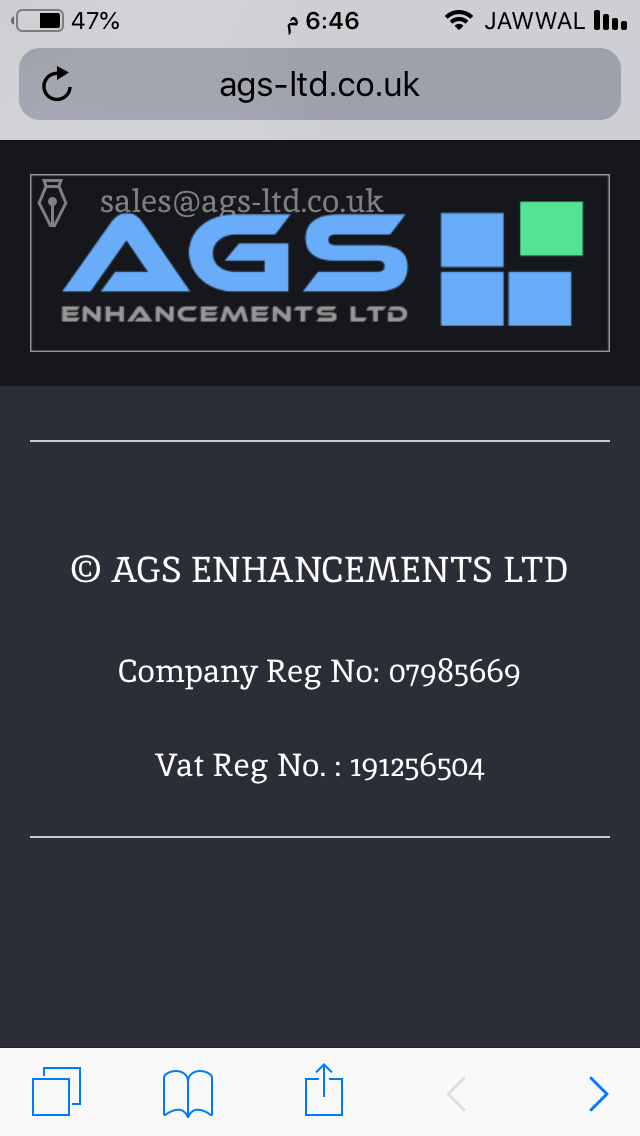 47%
6:46 م
JAWWAL
ags-ltd.co.uk
sales@ags-ltd.co.uk
AGS
ENHANCEMENTS LTD
© AGS ENHANCEMENTS LTD
Company Reg No: 07985669
Vat Reg No. : 191256504